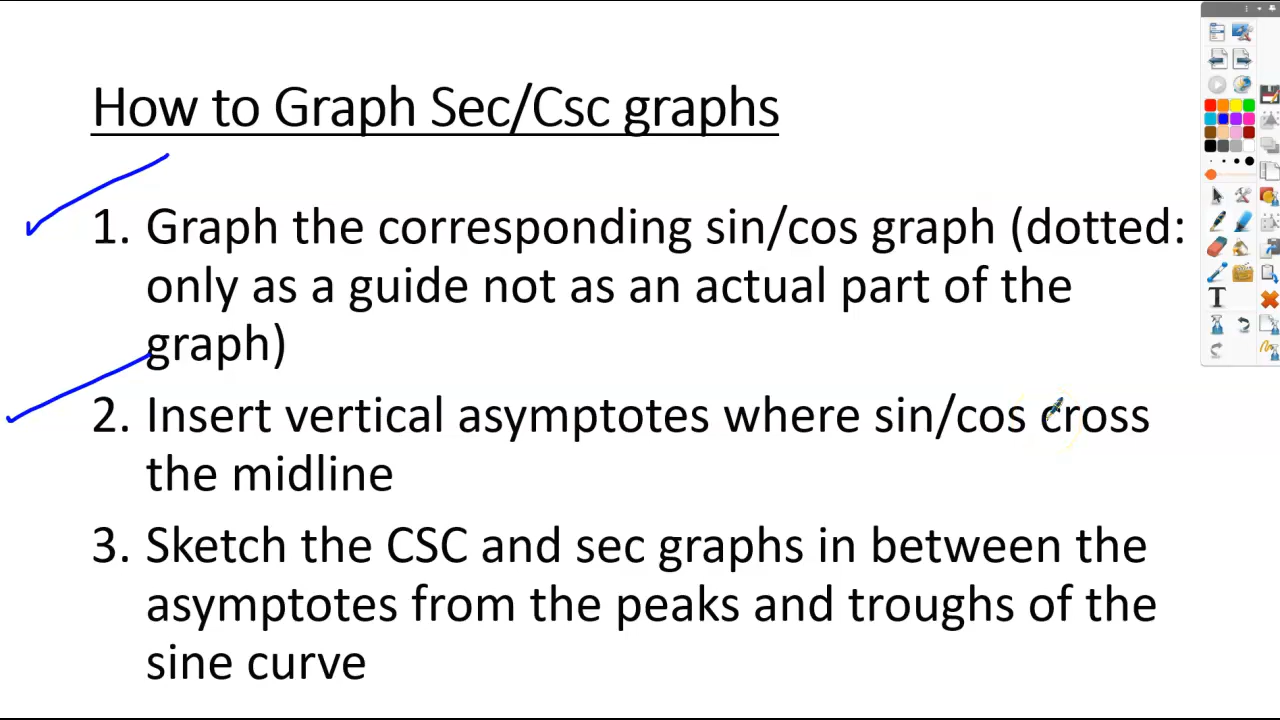 How to Graph Sec/Csc graphs
1. Graph the corresponding sin/cos graph (dotted:
only as a guide not as an actual part of the
graph)
2. Insert vertical asymptotes where sin/cos cross
the midline
3. Sketch the CSC and sec graphs in between the
asymptotes from the peaks and troughs of the
sine curve